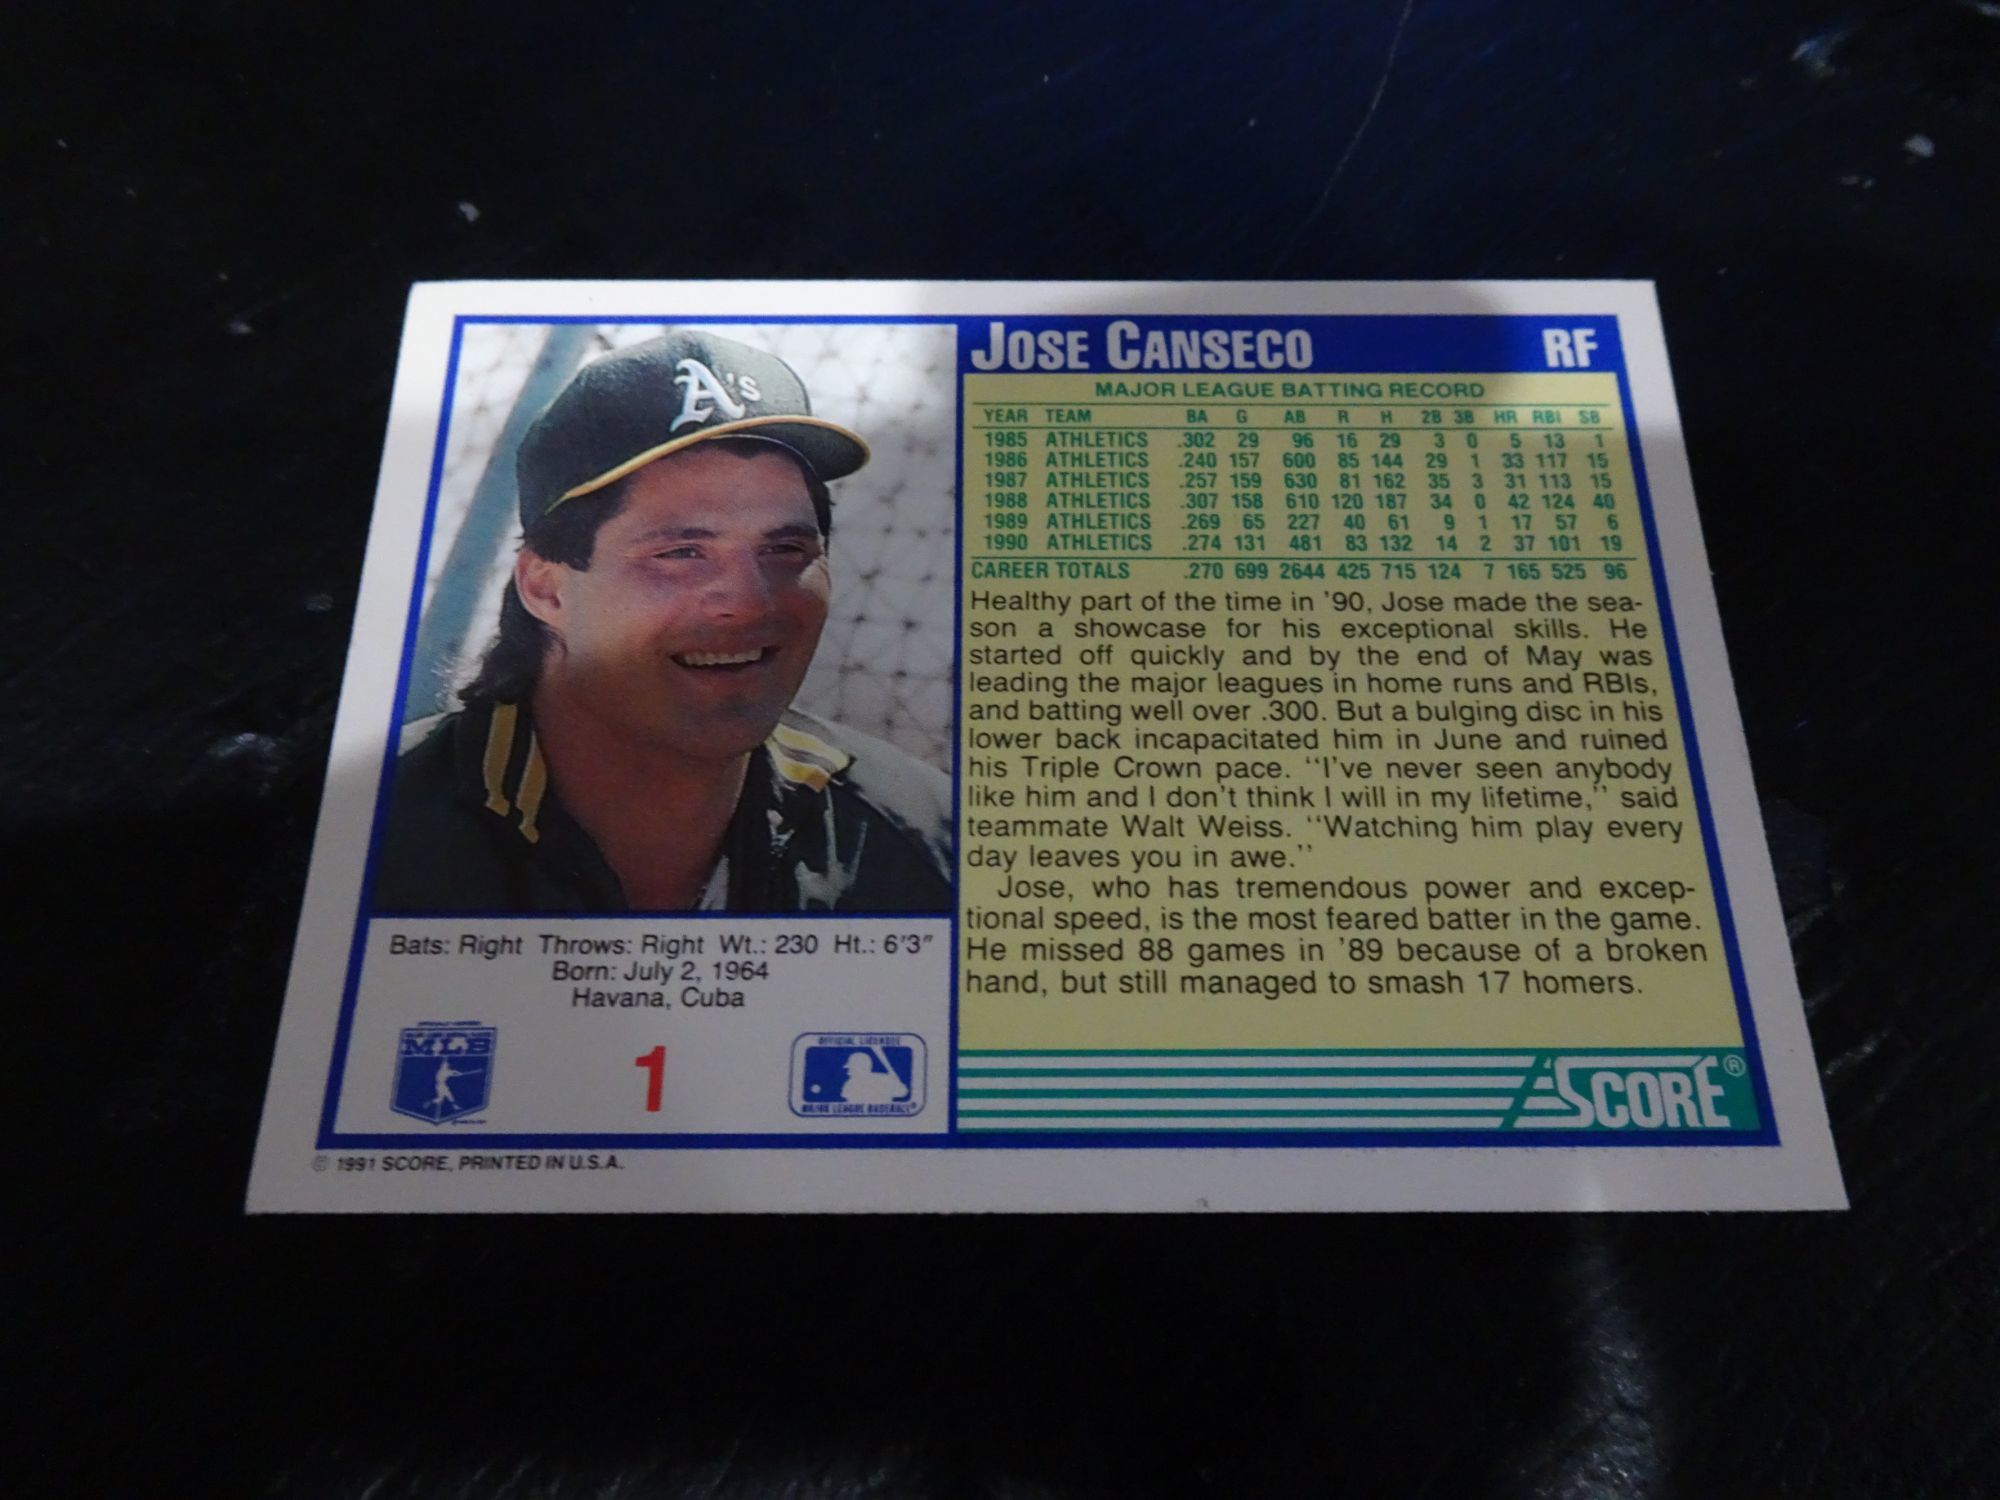 A's
JOSE CANSECO RF
MAJOR LEAGUE BATTING RECORD
YEAR TEAM BA G AB R H 2B 3B HR RBI SB
1985 ATHLETICS .302 29 96 16 29 3 0 5 13 1
1986 ATHLETICS .240 157 600 85 144 29 1 33 117 15
1987 ATHLETICS .257 159 630 81 162 35 3 31 113 15
1988 ATHLETICS .307 158 610 120 187 34 0 42 124 40
1989 ATHLETICS .269 65 227 40 61 9 1 17 57 6
1990 ATHLETICS .274 131 481 83 132 14 2 37 101 19
CAREER TOTALS .270 699 2644 425 715 124 7 165 525 96
Healthy part of the time in '90, Jose made the sea-
son a showcase for his exceptional skills. He
started off quickly and by the end of May was
leading the major leagues in home runs and RBIs,
and batting well over .300. But a bulging disc in his
lower back incapacitated him in June and ruined
his Triple Crown pace. "I've never seen anybody
like him and I don't think I will in my lifetime," said
teammate Walt Weiss. "Watching him play every
day leaves you in awe."
Jose, who has tremendous power and excep-
tional speed, is the most feared batter in the game.
He missed 88 games in '89 because of a broken
hand, but still managed to smash 17 homers.
Bats: Right Throws: Right Wt.: 230 Ht.: 6'3"
Born: July 2, 1964
Havana, Cuba
MLB
1
OFFICIAL LICENSEE
MAJOR LEAGUE BASEBALL
SCORE®
© 1991 SCORE, PRINTED IN U.S.A.